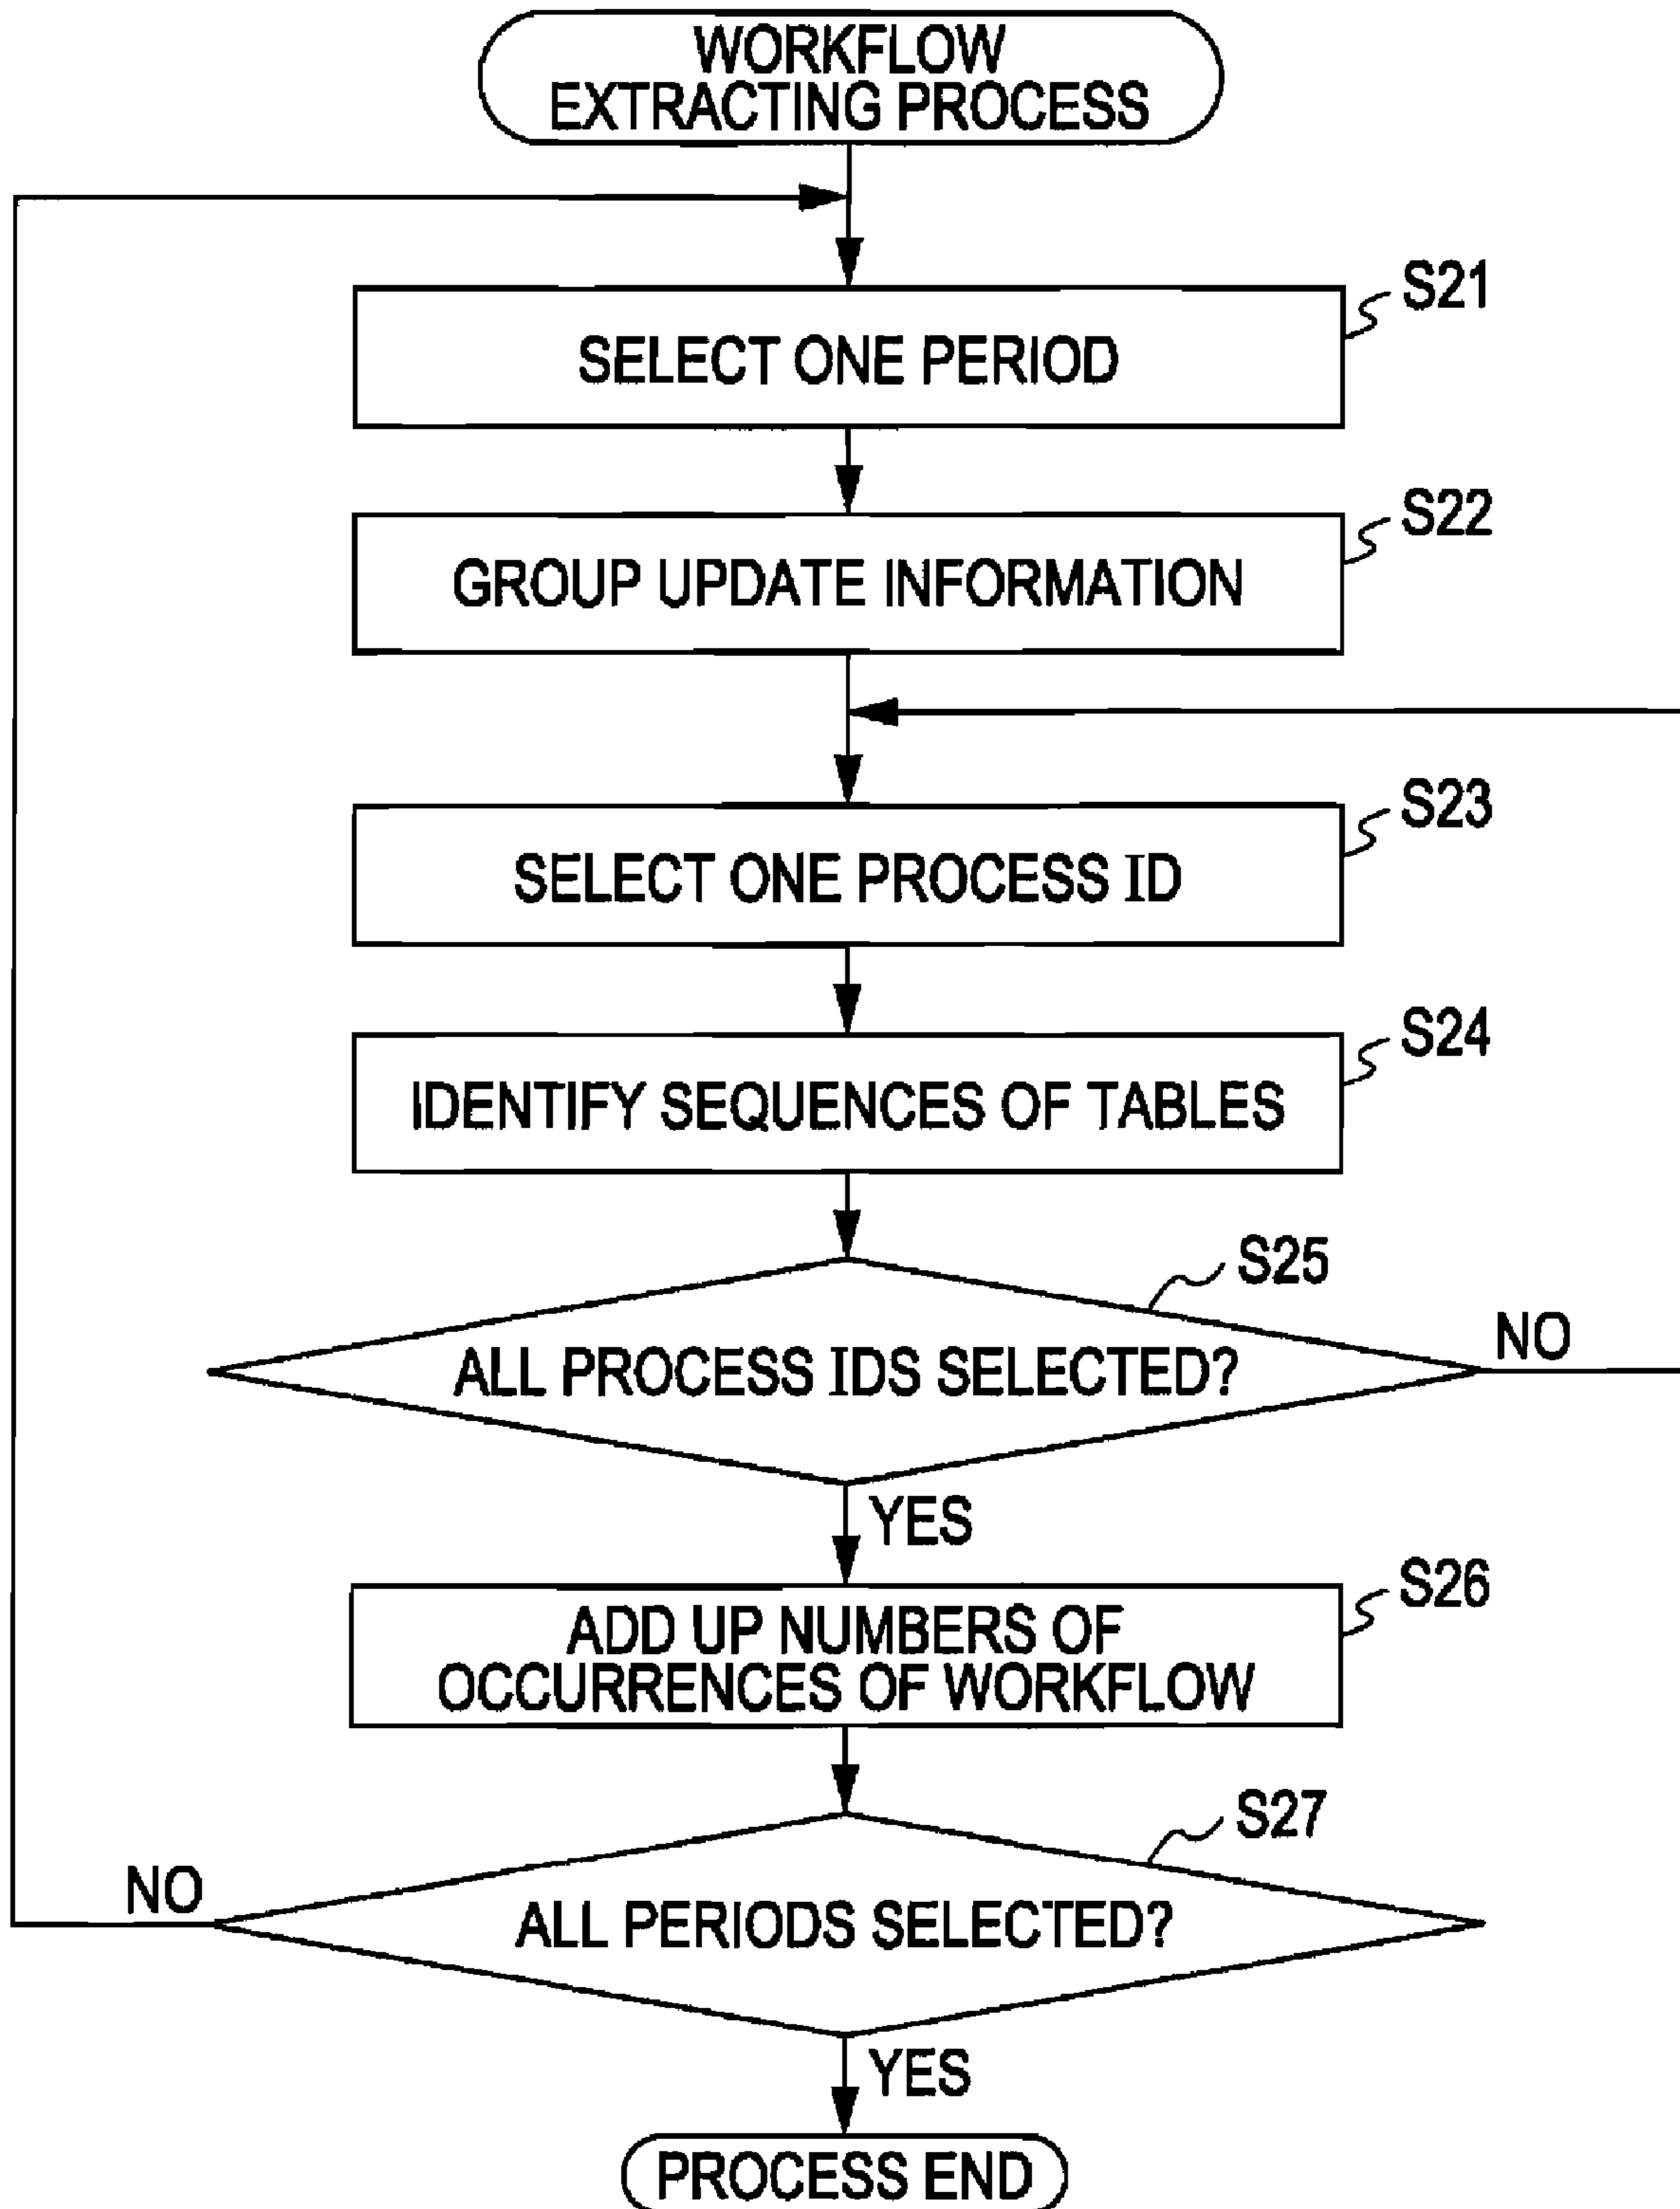 WORKFLOW
EXTRACTING PROCESS
S21
SELECT ONE PERIOD
S22
GROUP UPDATE INFORMATION
S23
SELECT ONE PROCESS ID
S24
IDENTIFY SEQUENCES OF TABLES
S25
ALL PROCESS IDS SELECTED?
NO
YES
S26
ADD UP NUMBERS OF
OCCURRENCES OF WORKFLOW
S27
NO
ALL PERIODS SELECTED?
YES
PROCESS END